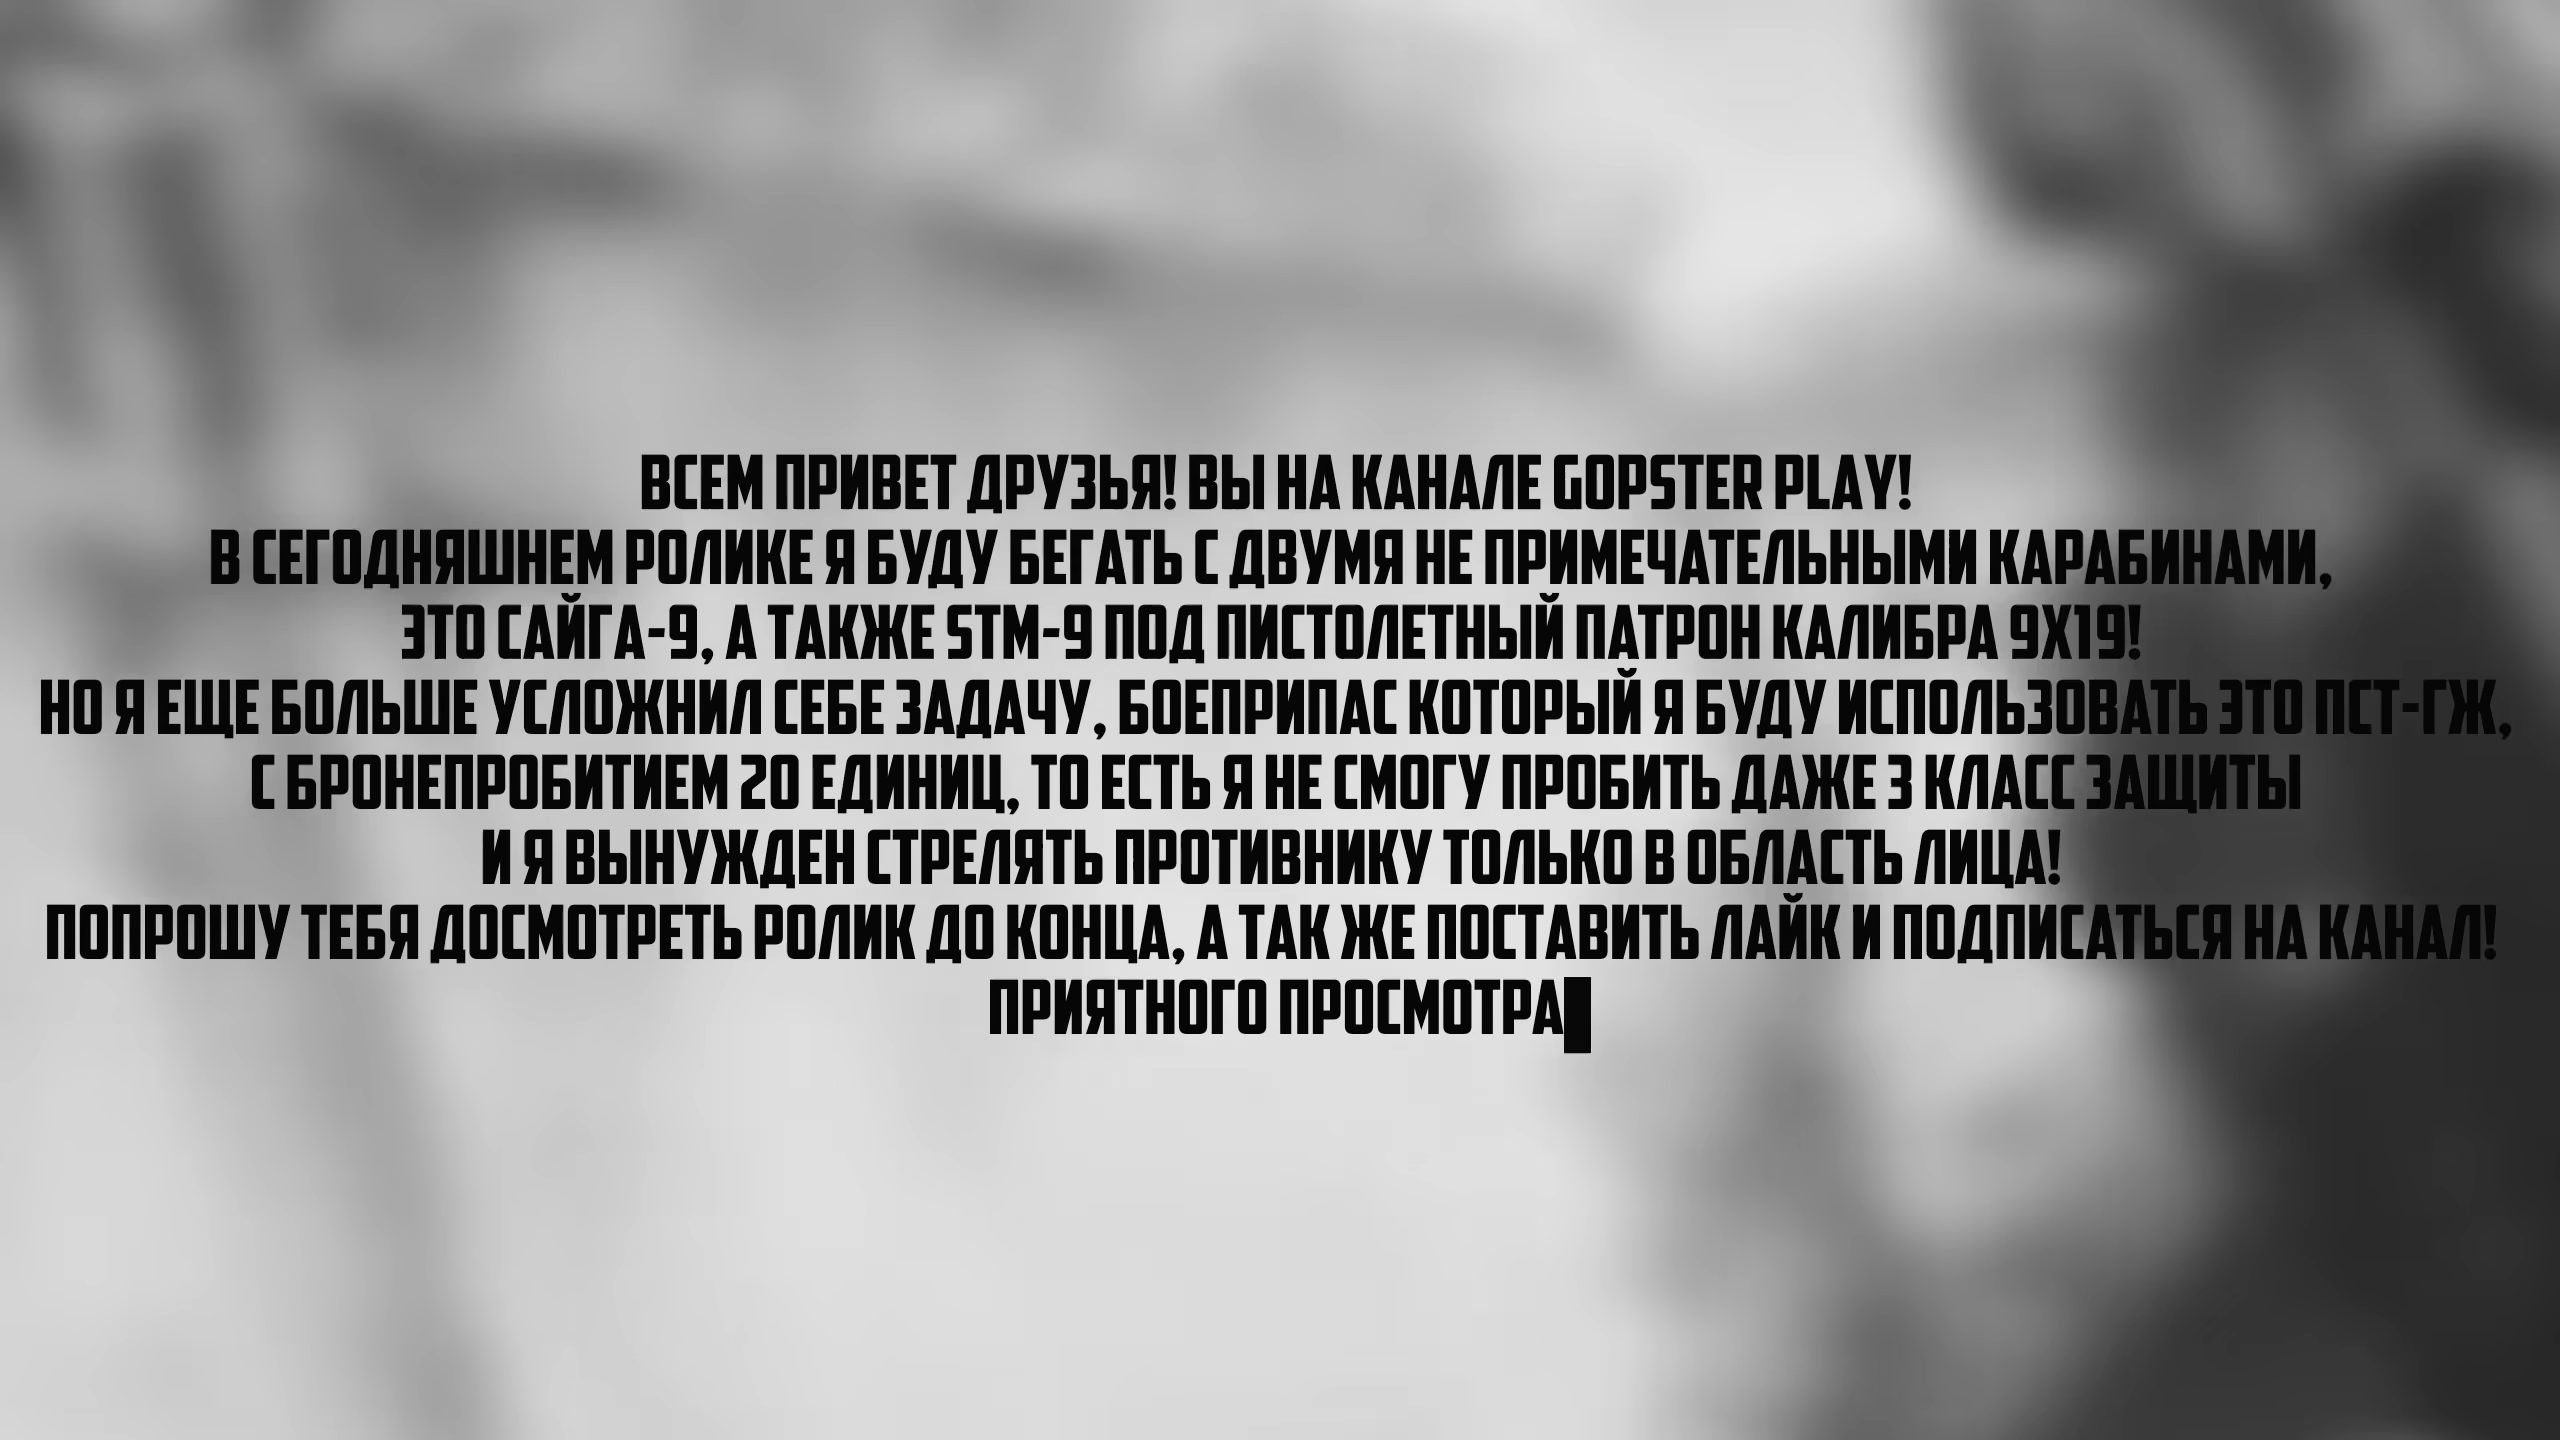 ВСЕМ ПРИВЕТ ДРУЗЬЯ! ВЫ НА КАНАЛЕ GOPSTER PLAY!
В СЕГОДНЯШНЕМ РОЛИКЕ Я БУДУ БЕГАТЬ С ДВУМЯ НЕ ПРИМЕЧАТЕЛЬНЫМИ КАРАБИНАМИ,
ЭТО САЙГА-9, А ТАКЖЕ STM-9 ПОД ПИСТОЛЕТНЫЙ ПАТРОН КАЛИБРА 9X19!
НО Я ЕЩЕ БОЛЬШЕ УСЛОЖНИЛ СЕБЕ ЗАДАЧУ, БОЕПРИПАС КОТОРЫЙ Я БУДУ ИСПОЛЬЗОВАТЬ ЭТО ПСТ-ГЖ,
С БРОНЕПРОБИТИЕМ 20 ЕДИНИЦ, ТО ЕСТЬ Я НЕ СМОГУ ПРОБИТЬ ДАЖЕ 3 КЛАСС ЗАЩИТЫ
И Я ВЫНУЖДЕН СТРЕЛЯТЬ ПРОТИВНИКУ ТОЛЬКО В ОБЛАСТЬ ЛИЦА!
ПОПРОШУ ТЕБЯ ДОСМОТРЕТЬ РОЛИК ДО КОНЦА, А ТАК ЖЕ ПОСТАВИТЬ ЛАЙК И ПОДПИСАТЬСЯ НА КАНАЛ!
ПРИЯТНОГО ПРОСМОТРА